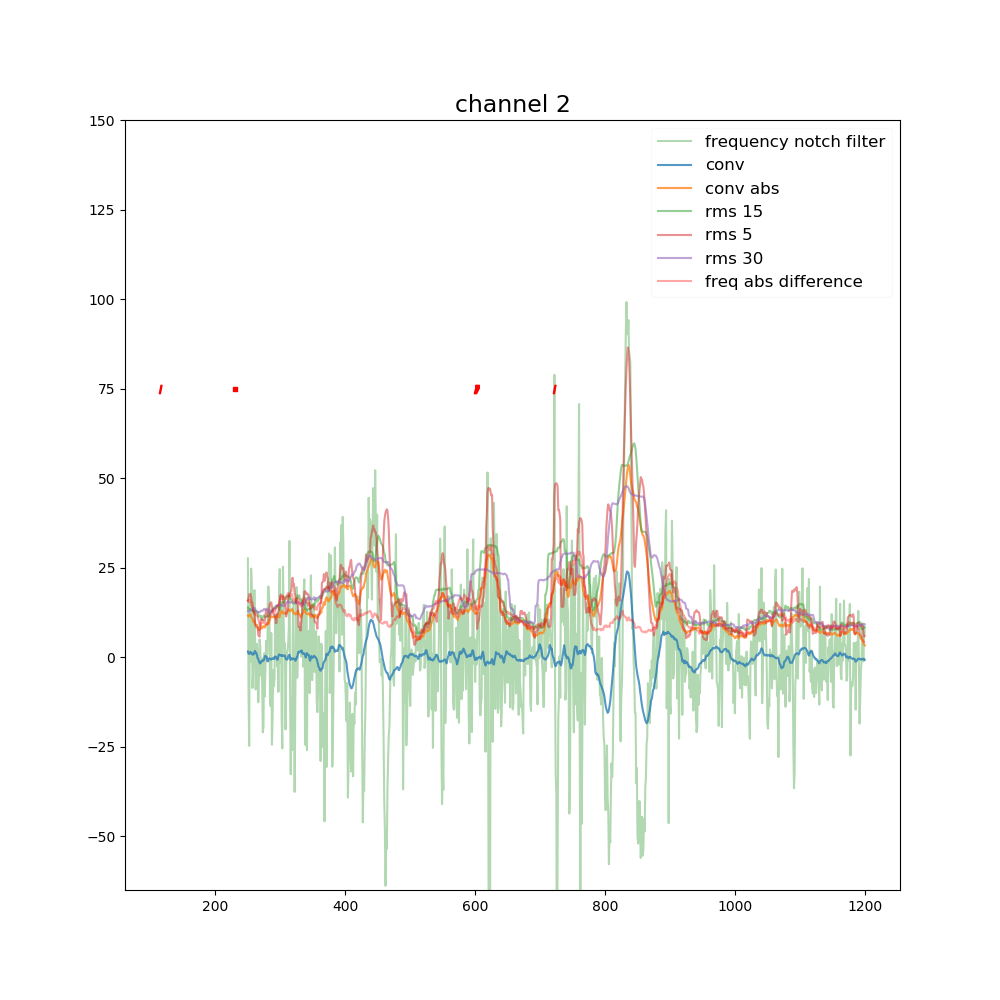 channel 2
150
125
100
75
50
25
0
−25
−50
200 400 600 800 1000 1200
frequency notch filter
conv
conv abs
rms 15
rms 5
rms 30
freq abs difference